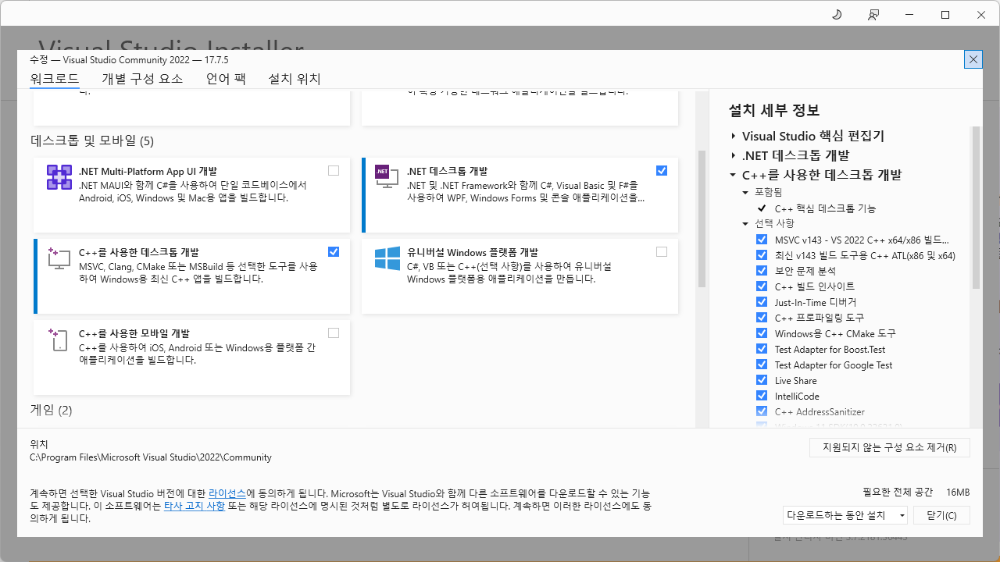 Visual Studio Installer
수정 — Visual Studio Community 2022 — 17.7.5
워크로드 개별 구성 요소 언어 팩 설치 위치
데스크톱 및 모바일 (5)
.NET Multi-Platform App UI 개발
.NET MAUI와 함께 C#을 사용하여 단일 코드베이스에서
Android, iOS, Windows 및 Mac용 앱을 빌드합니다.
.NET
.NET 데스크톱 개발
.NET 및 .NET Framework와 함께 C#, Visual Basic 및 F#을
사용하여 WPF, Windows Forms 및 콘솔 애플리케이션을...
C++를 사용한 데스크톱 개발
MSVC, Clang, CMake 또는 MSBuild 등 선택한 도구를 사용
하여 Windows용 최신 C++ 앱을 빌드합니다.
유니버설 Windows 플랫폼 개발
C#, VB 또는 C++(선택 사항)를 사용하여 유니버설
Windows 플랫폼용 애플리케이션을 만듭니다.
C++를 사용한 모바일 개발
C++를 사용하여 iOS, Android 또는 Windows용 플랫폼 간
애플리케이션을 빌드합니다.
게임 (2)
설치 세부 정보
Visual Studio 핵심 편집기
.NET 데스크톱 개발
C++를 사용한 데스크톱 개발
포함됨
C++ 핵심 데스크톱 기능
선택 사항
MSVC v143 - VS 2022 C++ x64/x86 빌드...
최신 v143 빌드 도구용 C++ ATL(x86 및 x64)
보안 문제 분석
C++ 빌드 인사이트
Just-In-Time 디버거
C++ 프로파일링 도구
Windows용 C++ CMake 도구
Test Adapter for Boost.Test
Test Adapter for Google Test
Live Share
IntelliCode
C++ AddressSanitizer
위치
C:\Program Files\Microsoft Visual Studio\2022\Community
지원되지 않는 구성 요소 제거(R)
계속하면 선택한 Visual Studio 버전에 대한 라이선스에 동의하게 됩니다. Microsoft는 Visual Studio와 함께 다른 소프트웨어를 다운로드할 수 있는 기능
도 제공합니다. 이 소프트웨어는 타사 고지 사항 또는 해당 라이선스에 명시된 것처럼 별도로 라이선스가 허여됩니다. 계속하면 이러한 라이선스에도 동
의하게 됩니다.
필요한 전체 공간 16MB
다운로드하는 동안 설치
닫기(C)